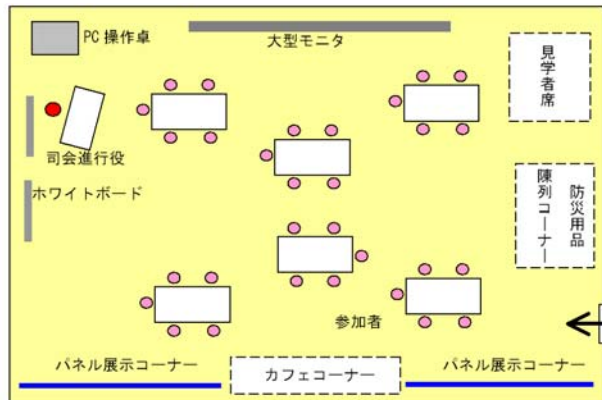 PC 操作卓
大型モニタ
見学者席
司会進行役
ホワイトボード
防災用品
陳列コーナー
参加者
パネル展示コーナー
カフェコーナー
パネル展示コーナー